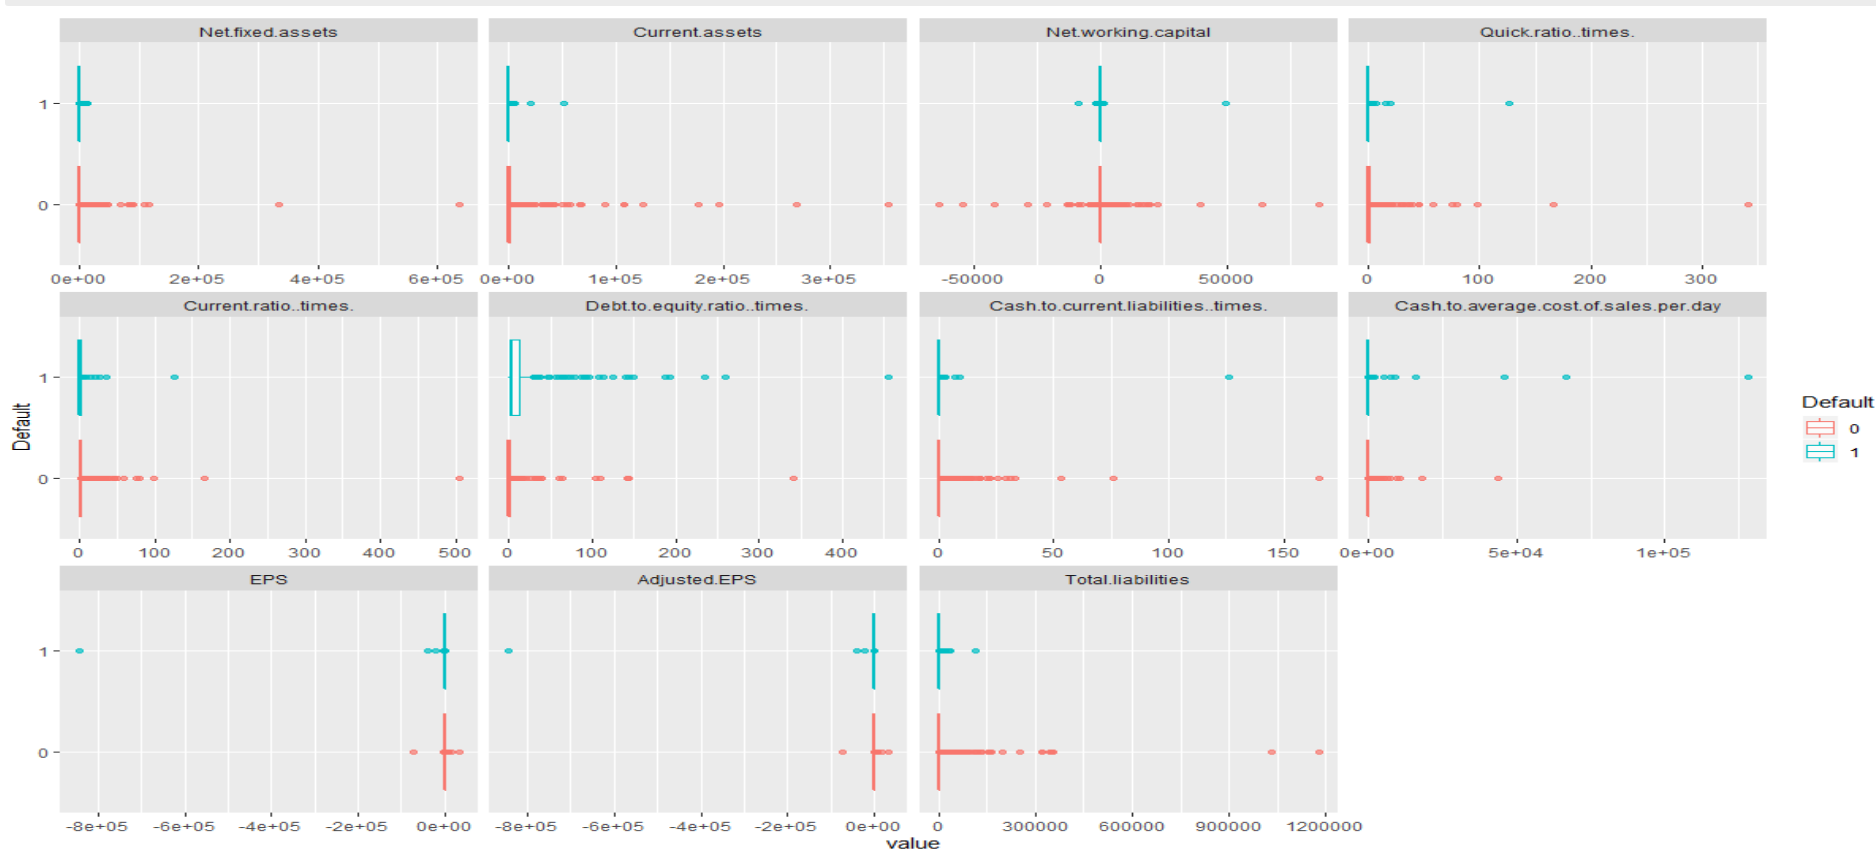 Net.fixed.assets Current.assets Net.working.capital Quick.ratio..times.
1
0
0e+00 2e+05 4e+05 6e+05 0e+00 1e+05 2e+05 3e+05 -50000 0 50000 0 100 200 300
Current.ratio..times. Debt.to.equity.ratio..times. Cash.to.current.liabilities..times. Cash.to.average.cost.of.sales.per.day
1
0
0 100 200 300 400 500 0 100 200 300 400 0 50 100 150 0e+00 5e+04 1e+05
EPS Adjusted.EPS Total.liabilities
1
0
-8e+05 -6e+05 -4e+05 -2e+05 0e+00 -8e+05 -6e+05 -4e+05 -2e+05 0e+00 0 300000 600000 900000 1200000
value
Default
Default
0
1